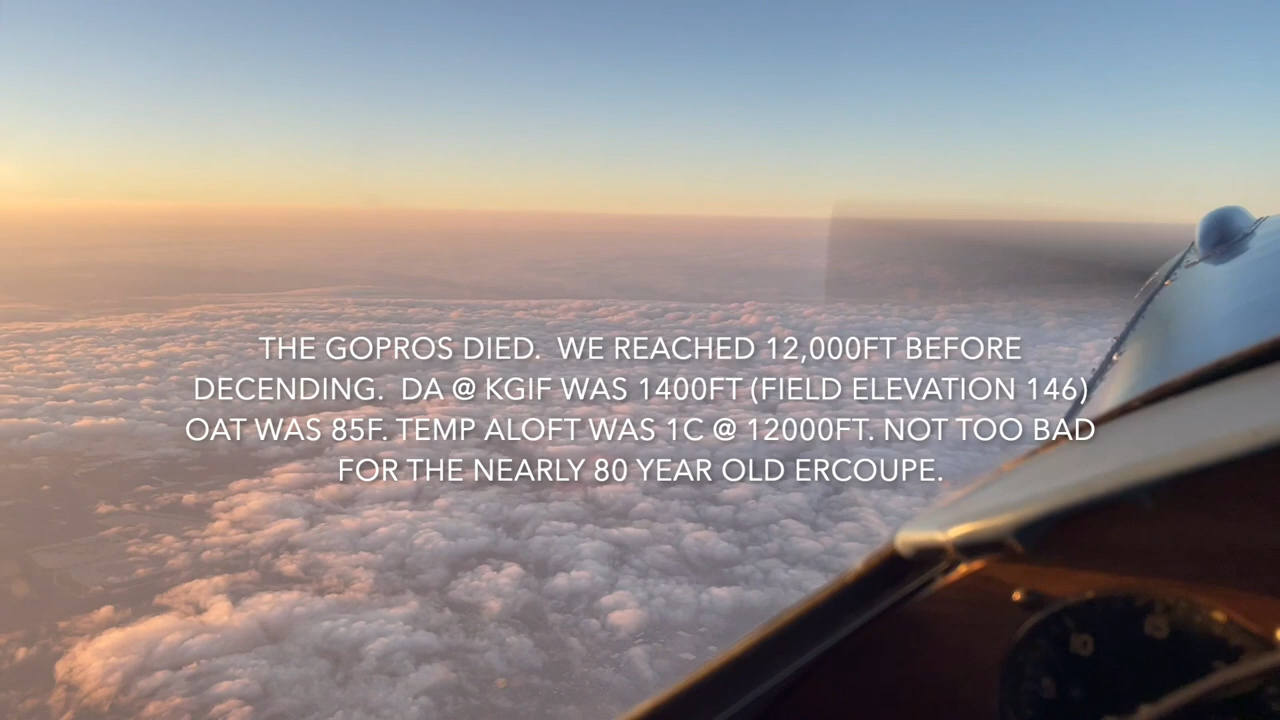 THE GOPROS DIED.  WE REACHED 12,000FT BEFORE
DECENDING.  DA @ KGIF WAS 1400FT (FIELD ELEVATION 146)
OAT WAS 85F. TEMP ALOFT WAS 1C @ 12000FT. NOT TOO BAD
FOR THE NEARLY 80 YEAR OLD ERCOUPE.